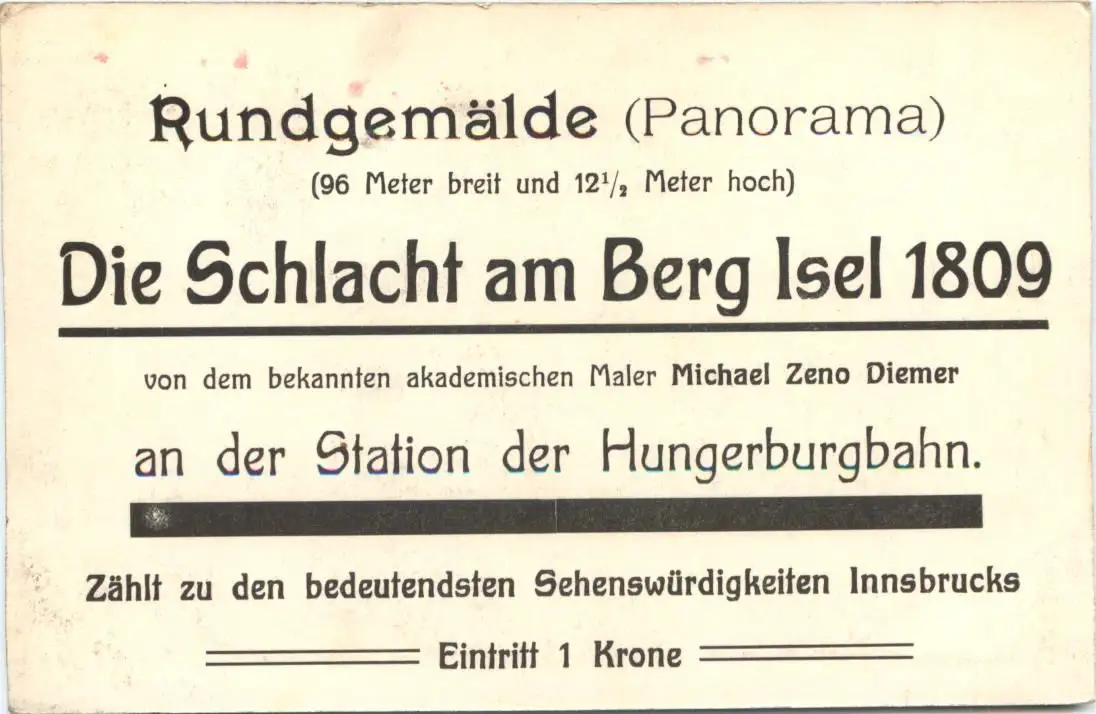 Rundgemälde (Panorama)
(96 Meter breit und 12½ Meter hoch)
Die Schlacht am Berg Isel 1809
von dem bekannten akademischen Maler Michael Zeno Diemer
an der Station der Hungerburgbahn.
Zählt zu den bedeutendsten Sehenswürdigkeiten Innsbrucks
Eintritt 1 Krone